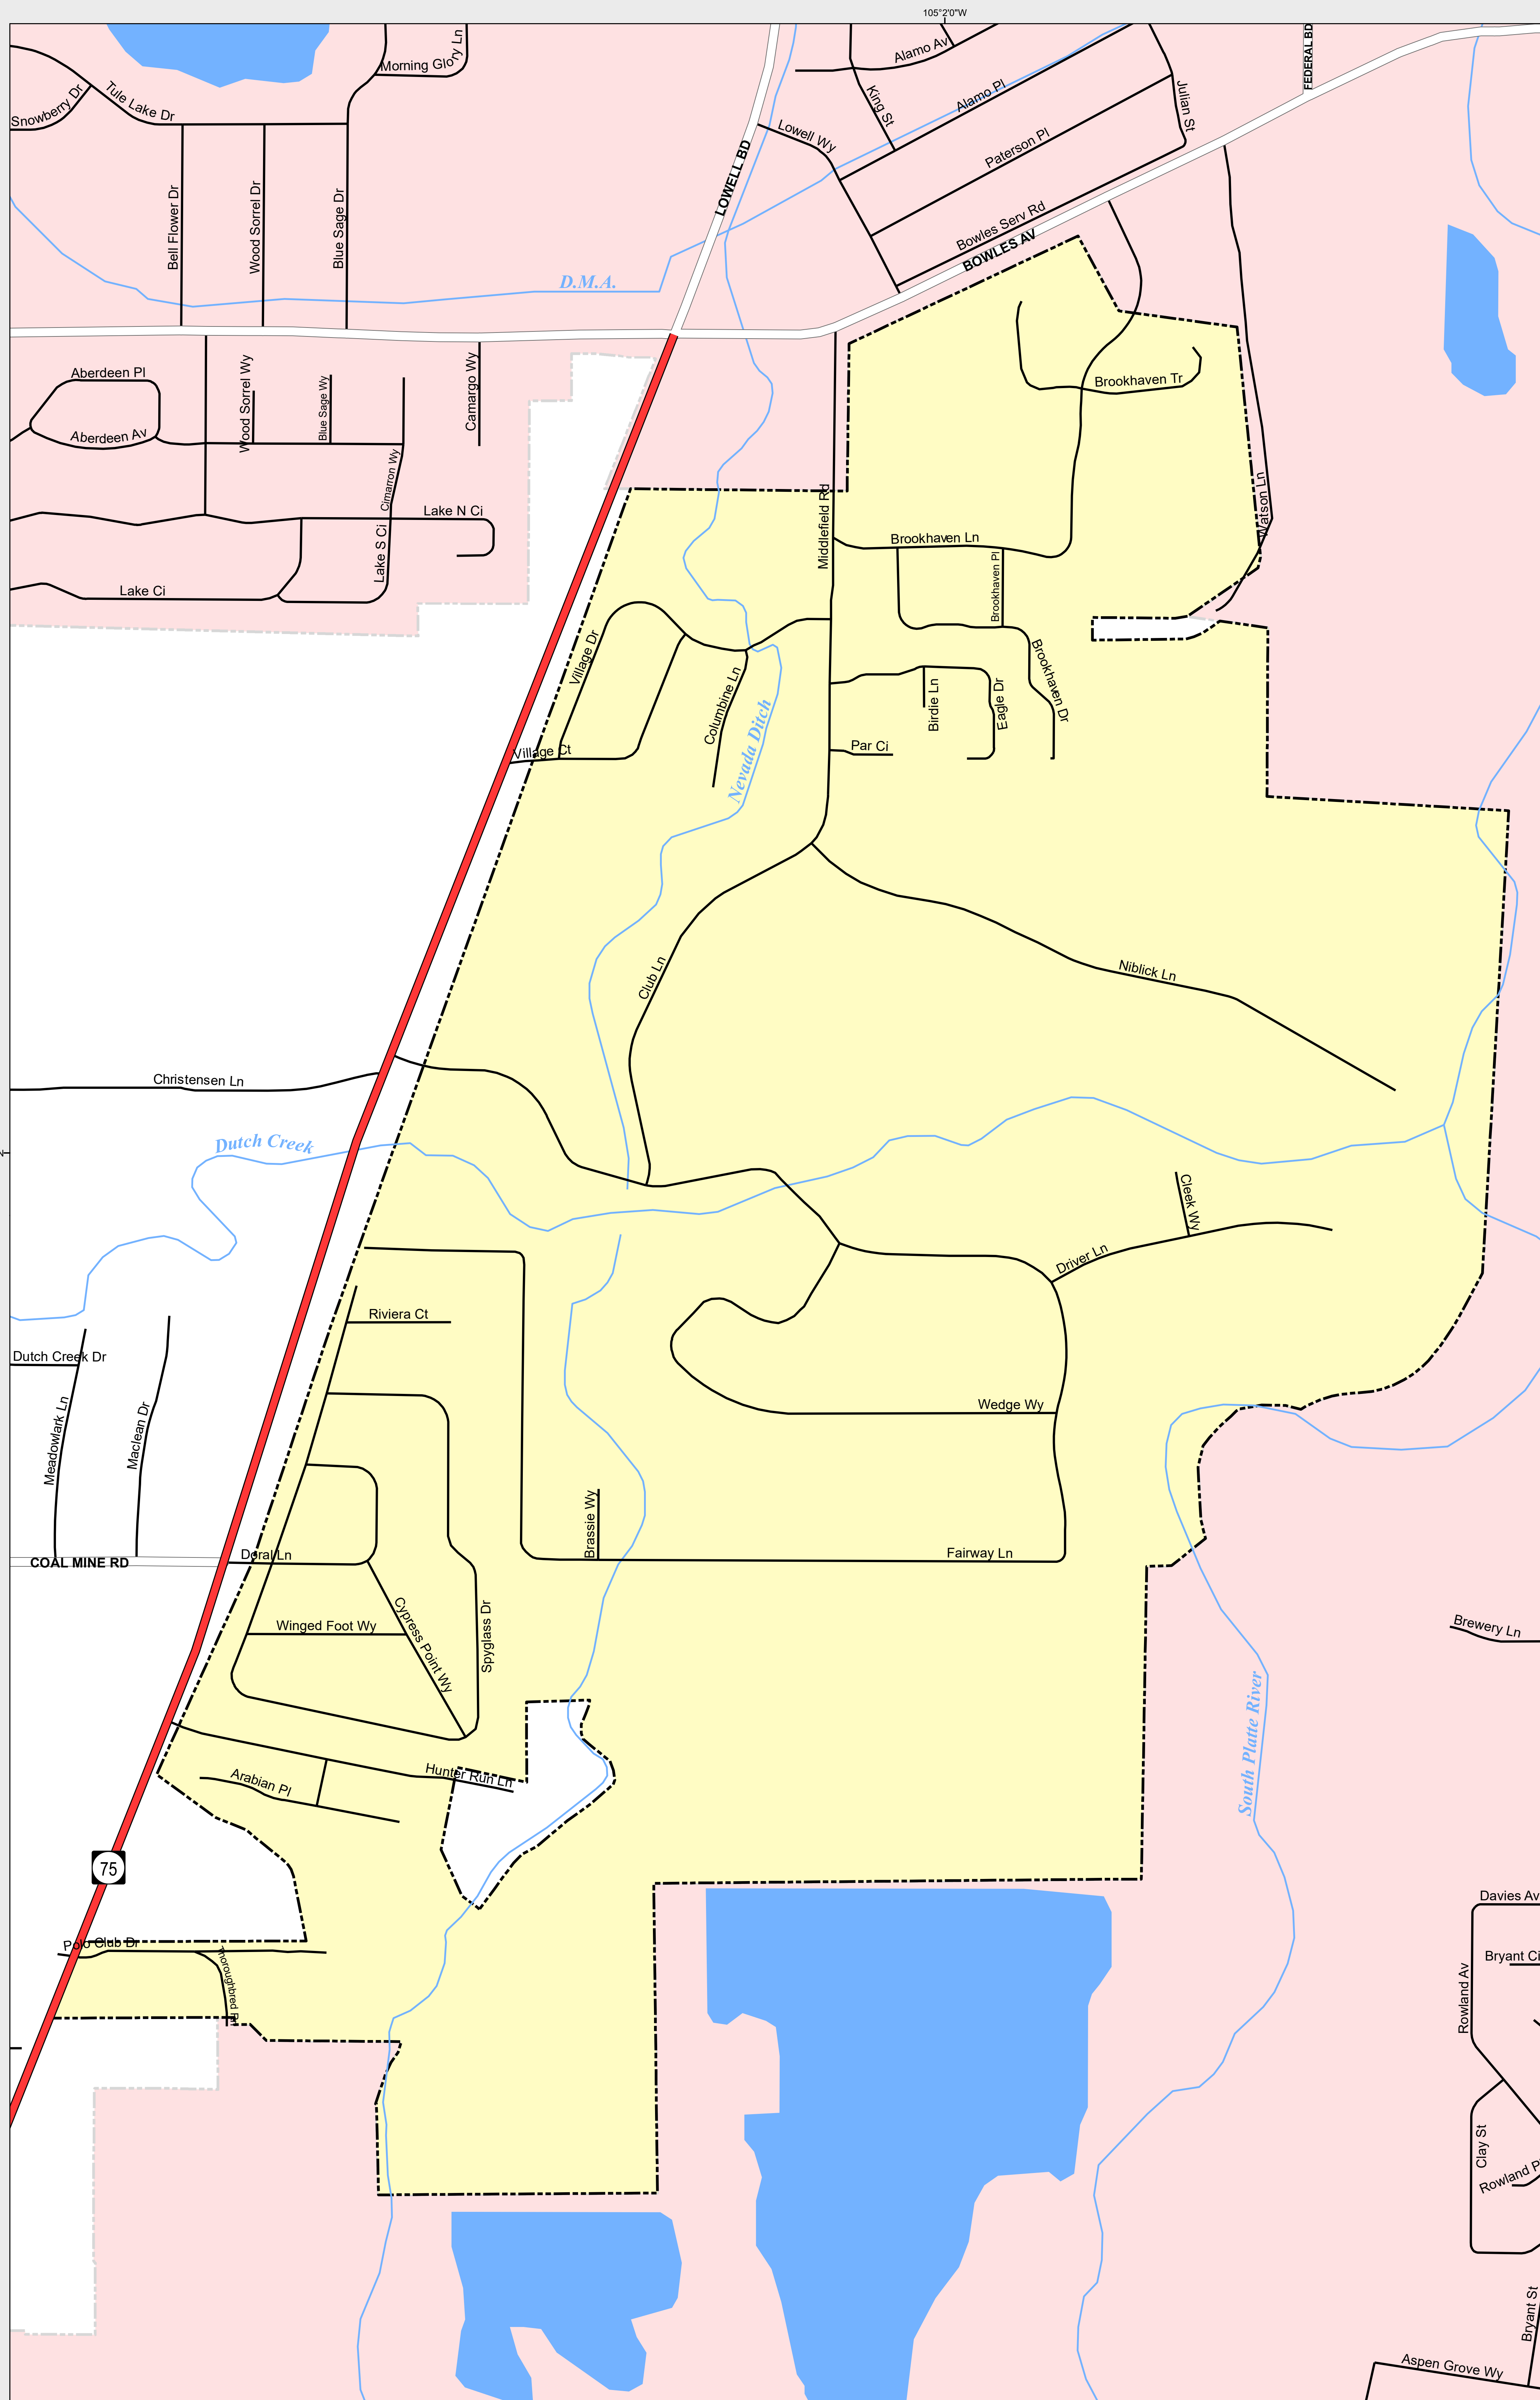 105°2'0"W
Morning Glory Ln
Alamo Av
FEDERAL BD
Snowberry Dr
Tule Lake Dr
King St
Alamo Pl
Julian St
Lowell Wy
Paterson Pl
LOWELL BD
Bell Flower Dr
Wood Sorrel Dr
Blue Sage Dr
Bowles Serv Rd
BOWLES AV
D.M.A.
Aberdeen Pl
Wood Sorrel Wy
Blue Sage Wy
Camargo Wy
Brookhaven Tr
Aberdeen Av
Cimarron Wy
Lake N Ci
Middlefield Rd
Watson Ln
Lake S Ci
Brookhaven Ln
Lake Ci
Brookhaven Pl
Village Dr
Columbine Ln
Brookhaven Dr
Birdie Ln
Eagle Dr
Nevada Ditch
Village Ct
Par Ci
Club Ln
Niblick Ln
Christensen Ln
Dutch Creek
Cleek Wy
Driver Ln
Riviera Ct
Dutch Creek Dr
Meadowlark Ln
Maclean Dr
Wedge Wy
Brassie Wy
Doral Ln
COAL MINE RD
Fairway Ln
Cypress Point Wy
Winged Foot Wy
Spyglass Dr
Brewery Ln
South Platte River
Hunter Run Ln
Arabian Pl
75
Davies Av
Polo Club Dr
Thoroughbred Rn
Bryant Ci
Rowland Av
Clay St
Rowland P
Bryant St
Aspen Grove Wy